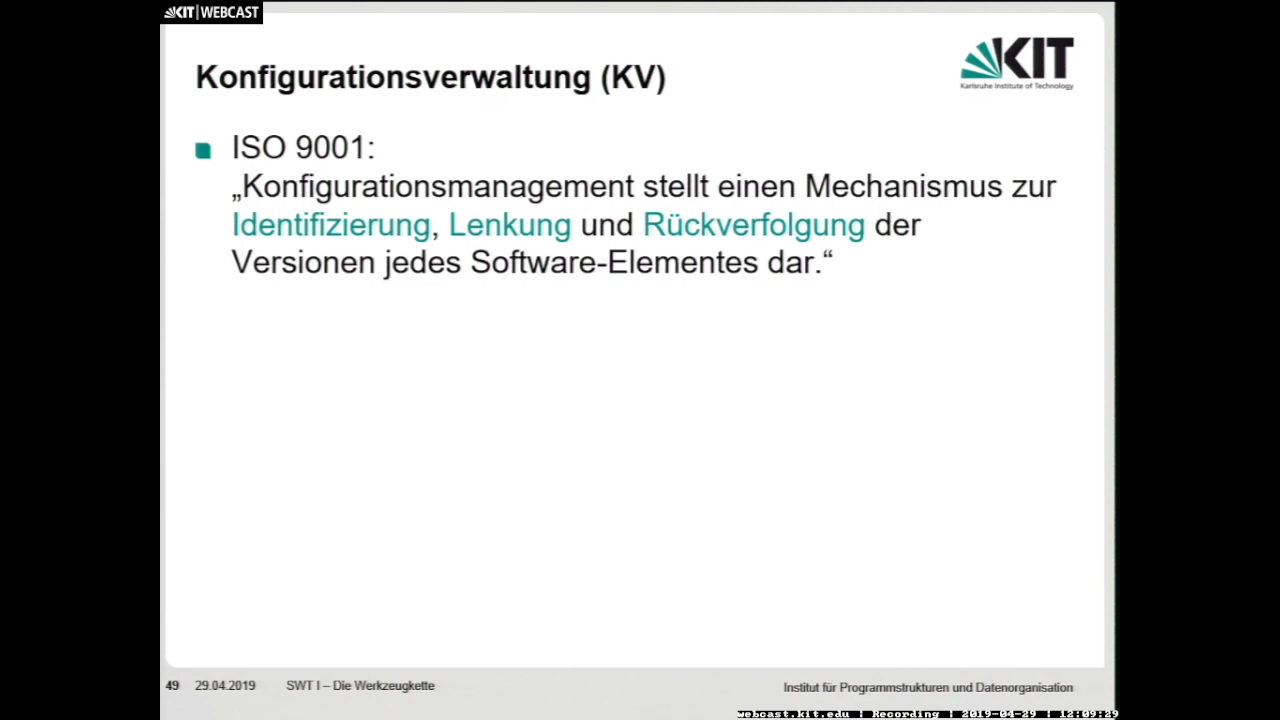 KIT | WEBCAST
Konfigurationsverwaltung (KV)
KIT
Karlsruhe Institute of Technology
ISO 9001:
„Konfigurationsmanagement stellt einen Mechanismus zur
Identifizierung, Lenkung und Rückverfolgung der
Versionen jedes Software-Elementes dar.“
49 29.04.2019 SWT I – Die Werkzeugkette
Institut für Programmstrukturen und Datenorganisation
webcast.kit.edu | Recording | 2019-04-29 | 12:09:29